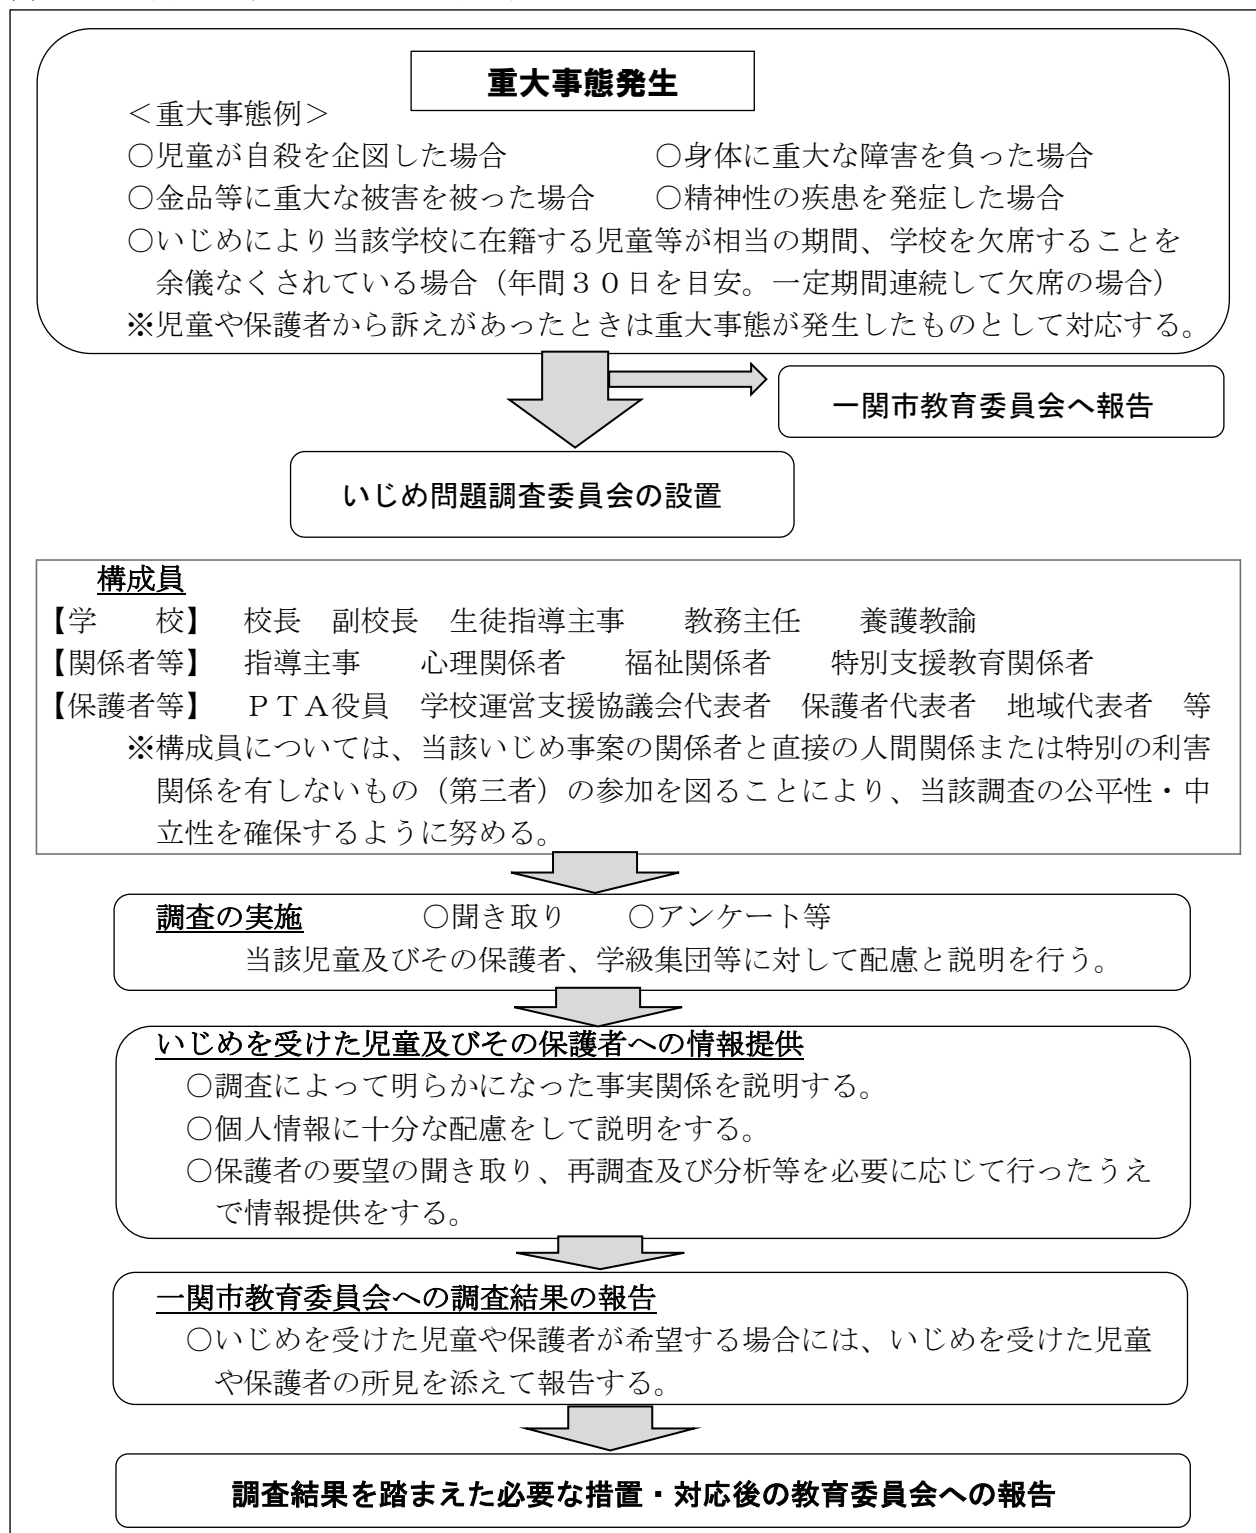 重大事態発生
＜重大事態例＞
○児童が自殺を企図した場合　　　　　○身体に重大な障害を負った場合
○金品等に重大な被害を被った場合　　○精神性の疾患を発症した場合
○いじめにより当該学校に在籍する児童等が相当の期間、学校を欠席することを
余儀なくされている場合（年間３０日を目安。一定期間連続して欠席の場合）
※児童や保護者から訴えがあったときは重大事態が発生したものとして対応する。
一関市教育委員会へ報告
いじめ問題調査委員会の設置
構成員
【学　　校】　校長　副校長　生徒指導主事　　教務主任　　養護教諭
【関係者等】　指導主事　　心理関係者　　福祉関係者　　特別支援教育関係者
【保護者等】　ＰＴＡ役員　学校運営支援協議会代表者　保護者代表者　地域代表者　等
※構成員については、当該いじめ事案の関係者と直接の人間関係または特別の利害
関係を有しないもの（第三者）の参加を図ることにより、当該調査の公平性・中
立性を確保するように努める。
調査の実施　　　　○聞き取り　　○アンケート等
当該児童及びその保護者、学級集団等に対して配慮と説明を行う。
いじめを受けた児童及びその保護者への情報提供
○調査によって明らかになった事実関係を説明する。
○個人情報に十分な配慮をして説明をする。
○保護者の要望の聞き取り、再調査及び分析等を必要に応じて行ったうえ
で情報提供をする。
一関市教育委員会への調査結果の報告
○いじめを受けた児童や保護者が希望する場合には、いじめを受けた児童
や保護者の所見を添えて報告する。
調査結果を踏まえた必要な措置・対応後の教育委員会への報告